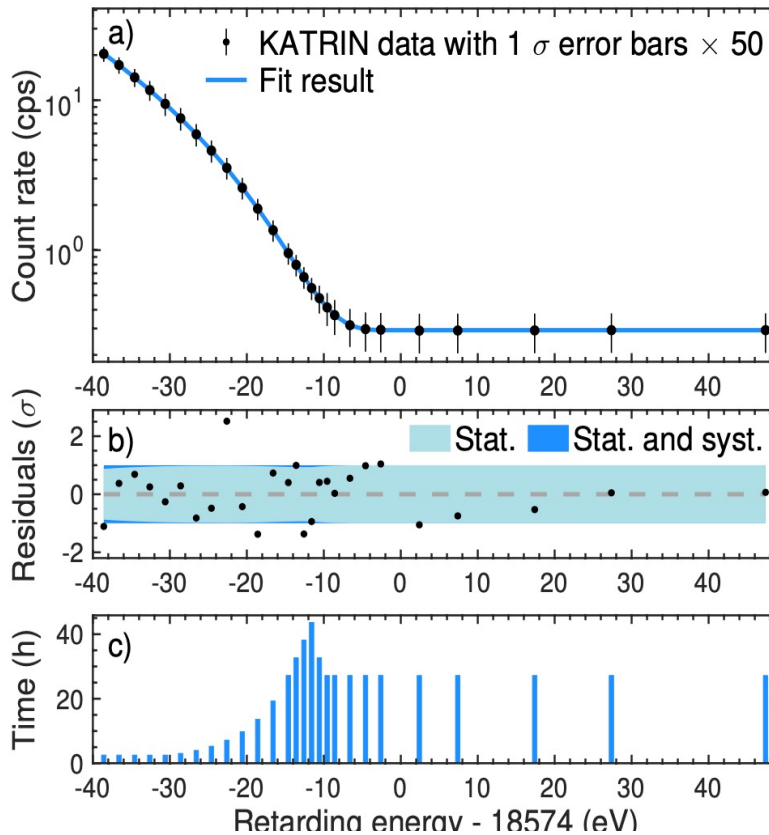 a)
KATRIN data with 1 σ error bars × 50
Fit result
Count rate (cps)
10¹
10⁰
-40 -30 -20 -10 0 10 20 30 40
b)
Stat. Stat. and syst.
Residuals (σ)
2
0
-2
-40 -30 -20 -10 0 10 20 30 40
c)
Time (h)
40
20
0
-40 -30 -20 -10 0 10 20 30 40
Retarding energy - 18574 (eV)